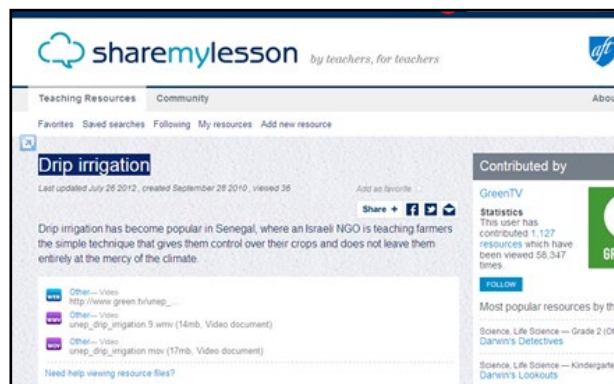 sharemylesson by teachers, for teachers
aft
Teaching Resources Community
Abou
Favorites Saved searches Following My resources Add new resource
Drip irrigation
Last updated July 26 2012 , created September 28 2010 , viewed 36
Add as favorite
Share +
Drip irrigation has become popular in Senegal, where an Israeli NGO is teaching farmers
the simple technique that gives them control over their crops and does not leave them
entirely at the mercy of the climate.
WEB
Other— Video
http://www.green.tv/unep_...
WMV
Other— Video
unep_drip_irrigation.9.wmv (14mb, Video document)
MOV
Other— Video
unep_drip_irrigation.mov (17mb, Video document)
Need help viewing resource files?
Contributed by
GreenTV
Statistics
This user has
contributed 1,127
resources which have
been viewed 58,347
times.
FOLLOW
Most popular resources by th
Science, Life Science — Grade 2 (Ot
Darwin's Detectives
Science, Life Science — Kindergarte
Darwin's Lookouts